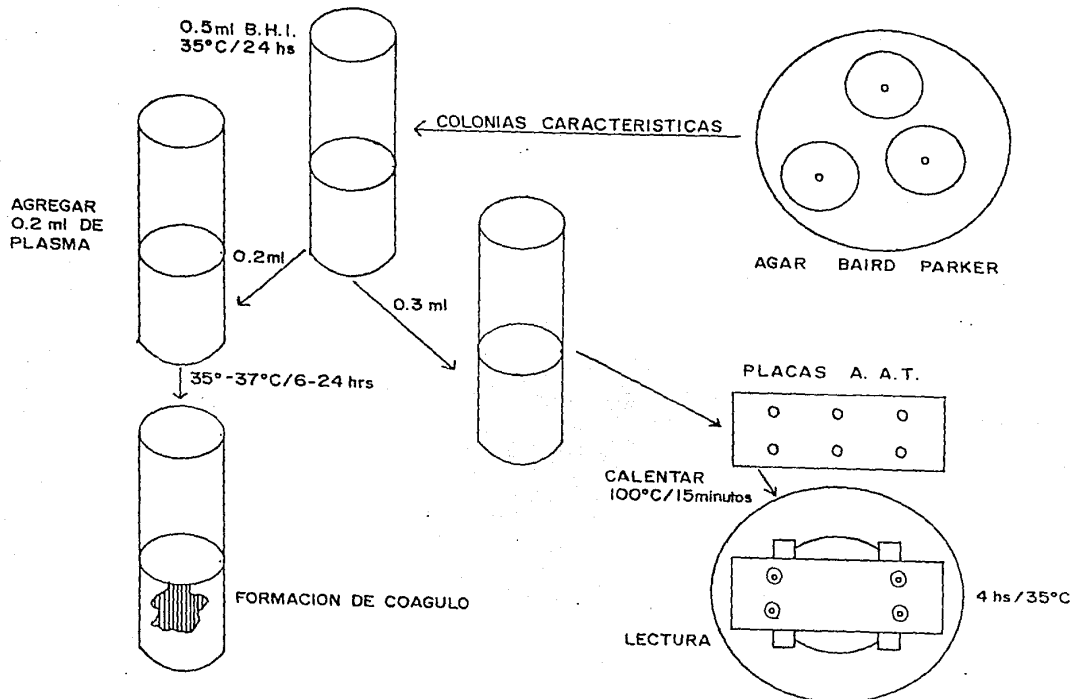 0.5ml B.H.I.
35°C/24 hs
COLONIAS CARACTERISTICAS
AGREGAR
0.2 ml DE
PLASMA
0.2ml
0.3 ml
AGAR BAIRD PARKER
35°-37°C/6-24 hrs
PLACAS A. A.T.
CALENTAR
100°C/15minutos
FORMACION DE COAGULO
4 hs/35°C
LECTURA